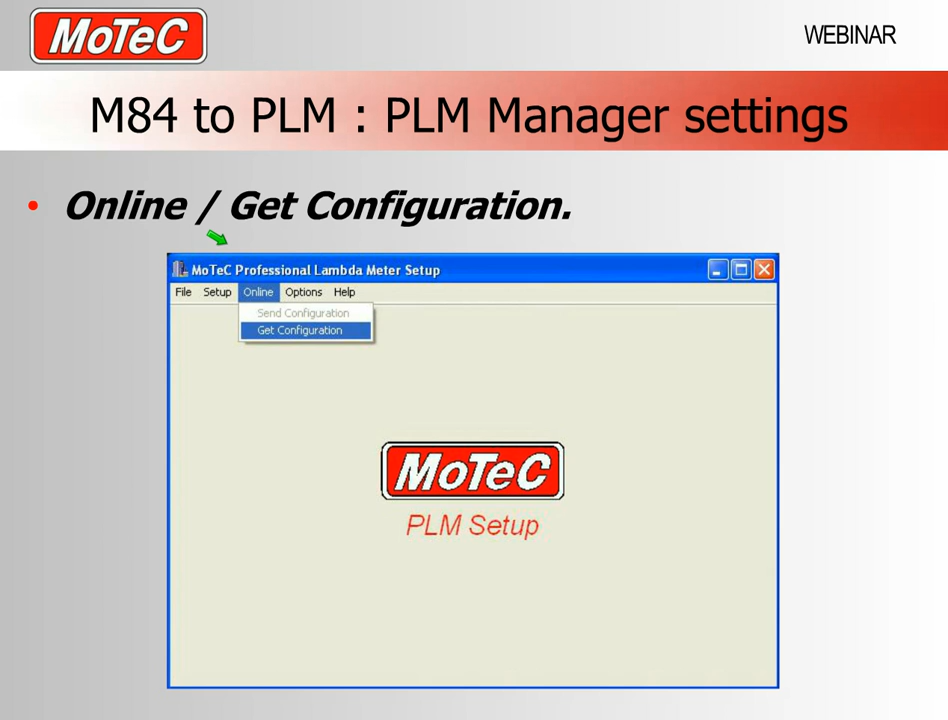 MoTeC
WEBINAR
M84 to PLM : PLM Manager settings
• Online / Get Configuration.
MoTeC Professional Lambda Meter Setup
File Setup Online Options Help
Send Configuration
Get Configuration
MoTeC
PLM Setup